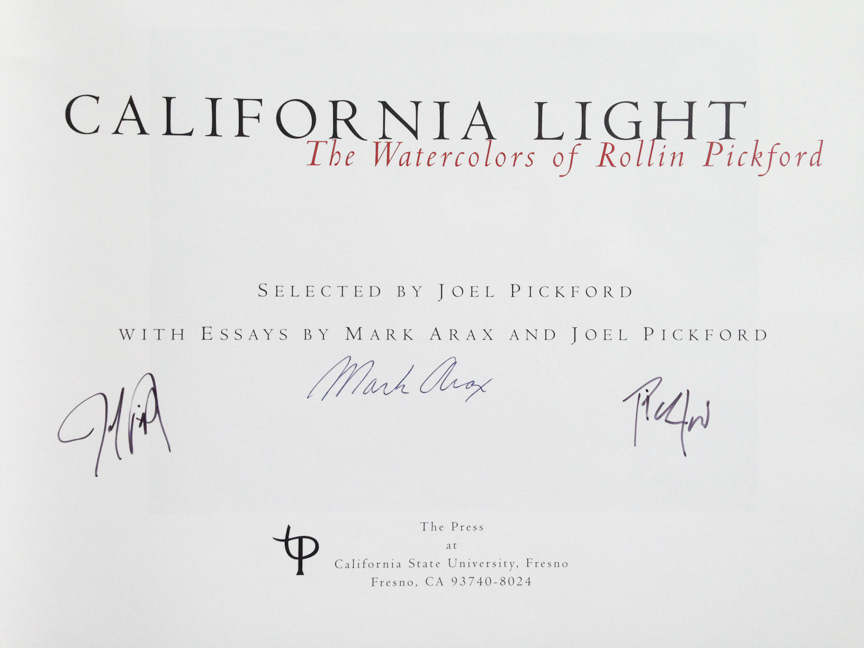 CALIFORNIA LIGHT
The Watercolors of Rollin Pickford
SELECTED BY JOEL PICKFORD
WITH ESSAYS BY MARK ARAX AND JOEL PICKFORD
Mark Arax
Pickford
The Press
at
California State University, Fresno
Fresno, CA 93740-8024